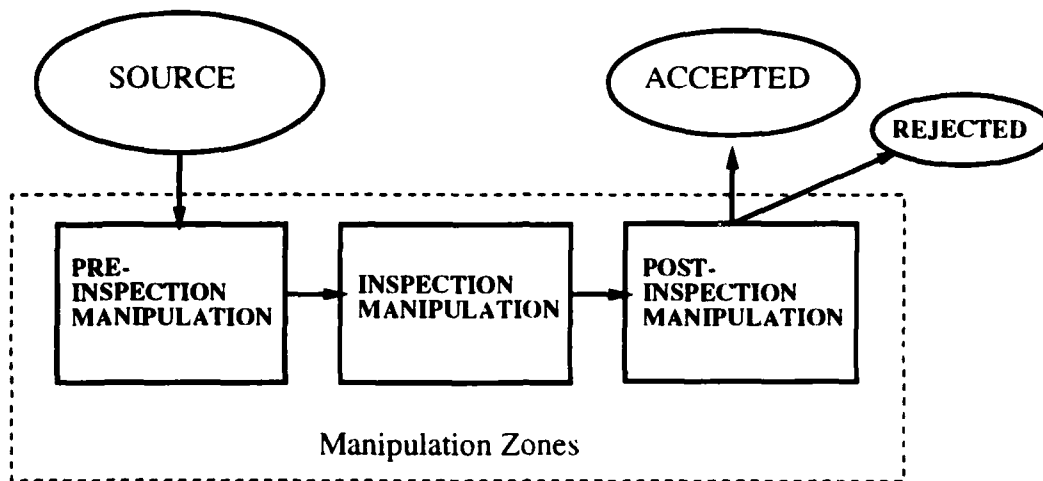 SOURCE
ACCEPTED
REJECTED
PRE-
INSPECTION
MANIPULATION
INSPECTION
MANIPULATION
POST-
INSPECTION
MANIPULATION
Manipulation Zones